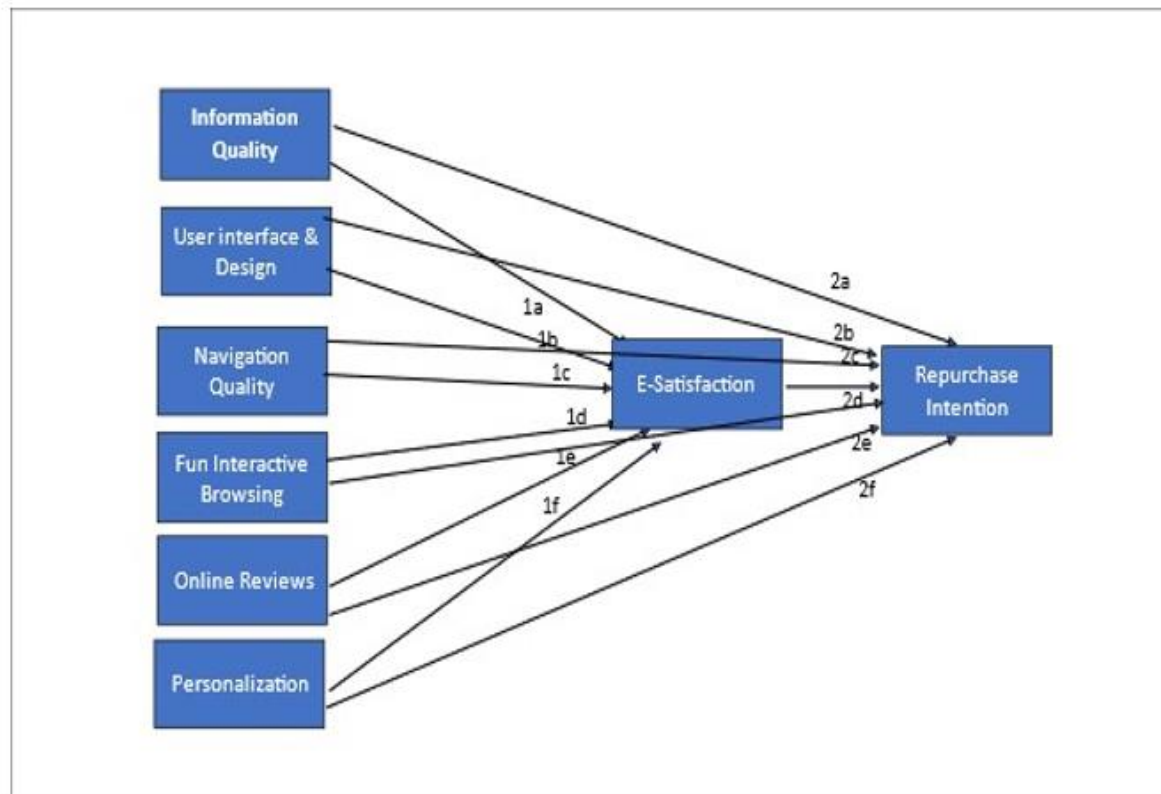 Information
Quality
User interface &
Design
Navigation
Quality
Fun Interactive
Browsing
Online Reviews
Personalization
1a
1b
1c
1d
1e
1f
E-Satisfaction
2a
2b
2c
2d
2e
2f
Repurchase
Intention